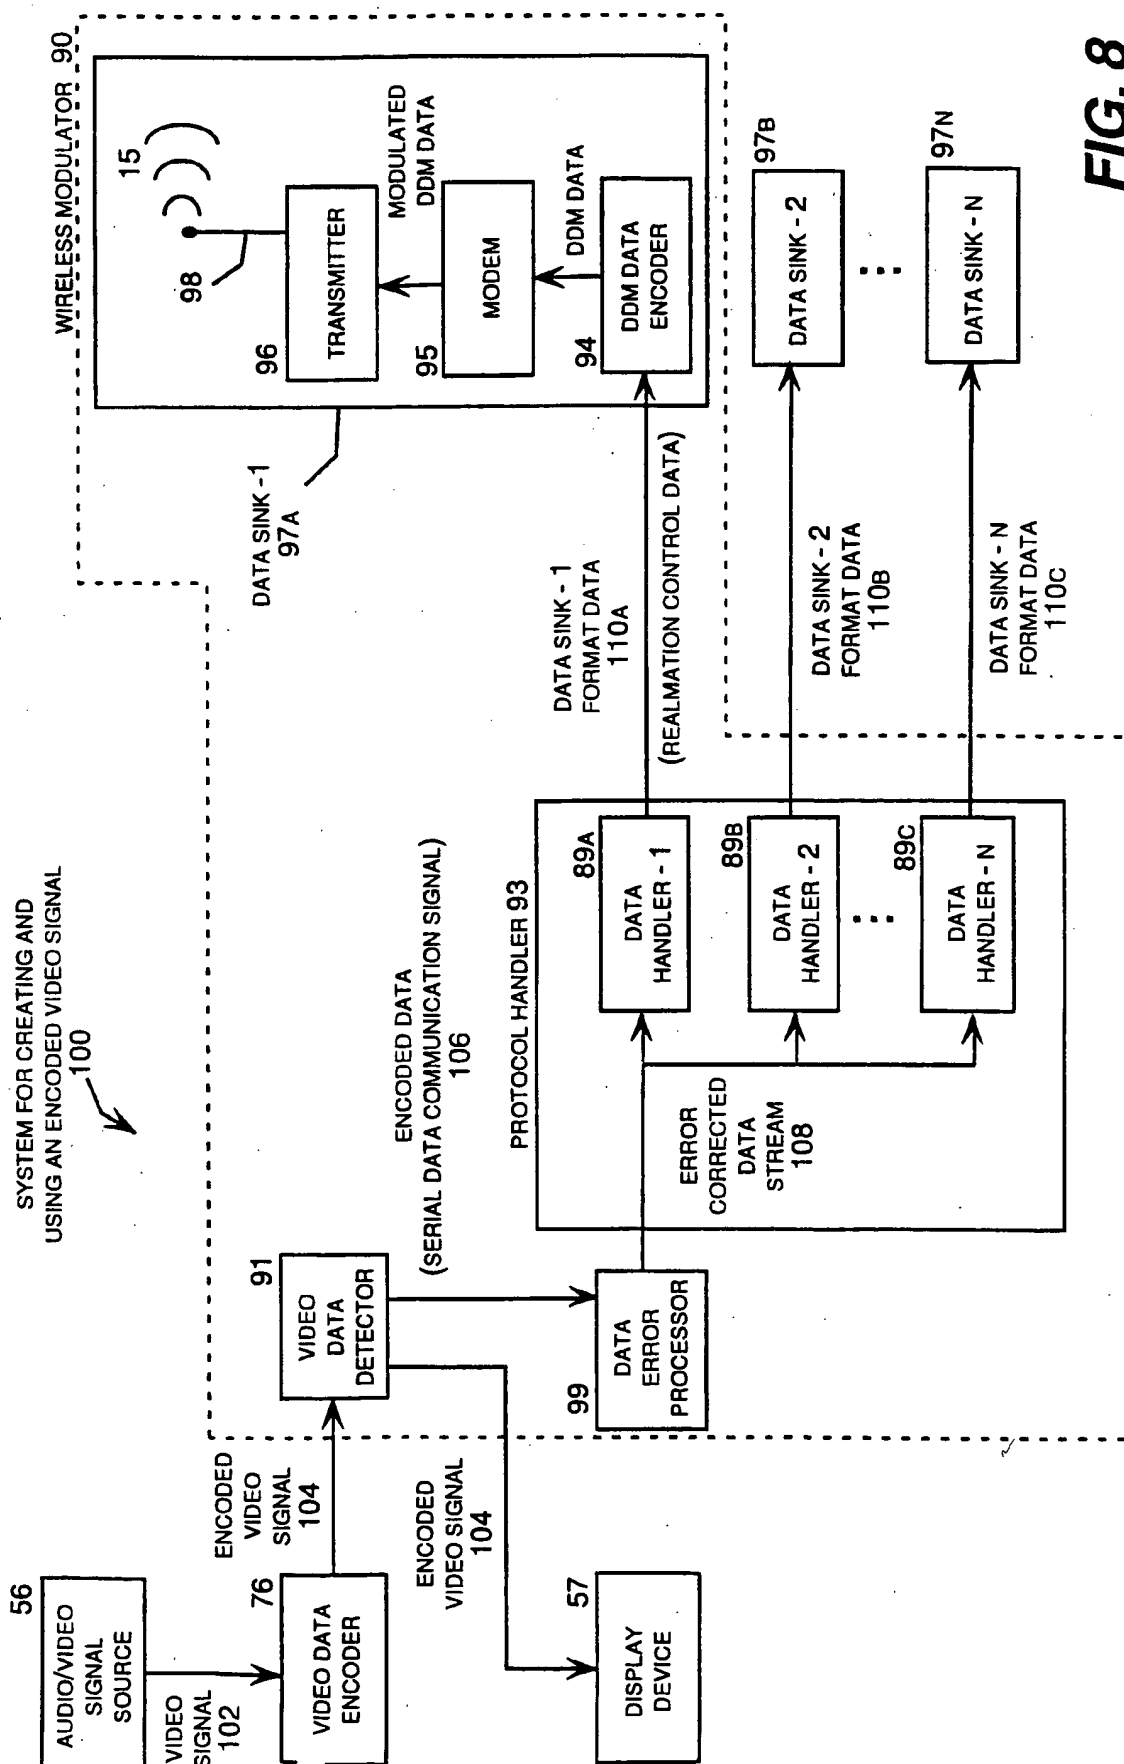 SYSTEM FOR CREATING AND
USING AN ENCODED VIDEO SIGNAL
100
56
AUDIO/VIDEO
SIGNAL
SOURCE
VIDEO
SIGNAL
102
76
VIDEO DATA
ENCODER
ENCODED
VIDEO
SIGNAL
104
91
VIDEO
DATA
DETECTOR
ENCODED
VIDEO SIGNAL
104
57
DISPLAY
DEVICE
ENCODED DATA
(SERIAL DATA COMMUNICATION SIGNAL)
106
99
DATA
ERROR
PROCESSOR
PROTOCOL HANDLER 93
ERROR
CORRECTED
DATA
STREAM
108
89A
DATA
HANDLER - 1
89B
DATA
HANDLER - 2
89C
DATA
HANDLER - N
DATA SINK - 1
FORMAT DATA
110A
(REALMATION CONTROL DATA)
DATA SINK - 2
FORMAT DATA
110B
DATA SINK - N
FORMAT DATA
110C
WIRELESS MODULATOR 90
DATA SINK - 1
97A
15
98
96
TRANSMITTER
MODULATED
DDM DATA
95
MODEM
DDM DATA
94
DDM DATA
ENCODER
97B
DATA SINK - 2
97N
DATA SINK - N
FIG. 8